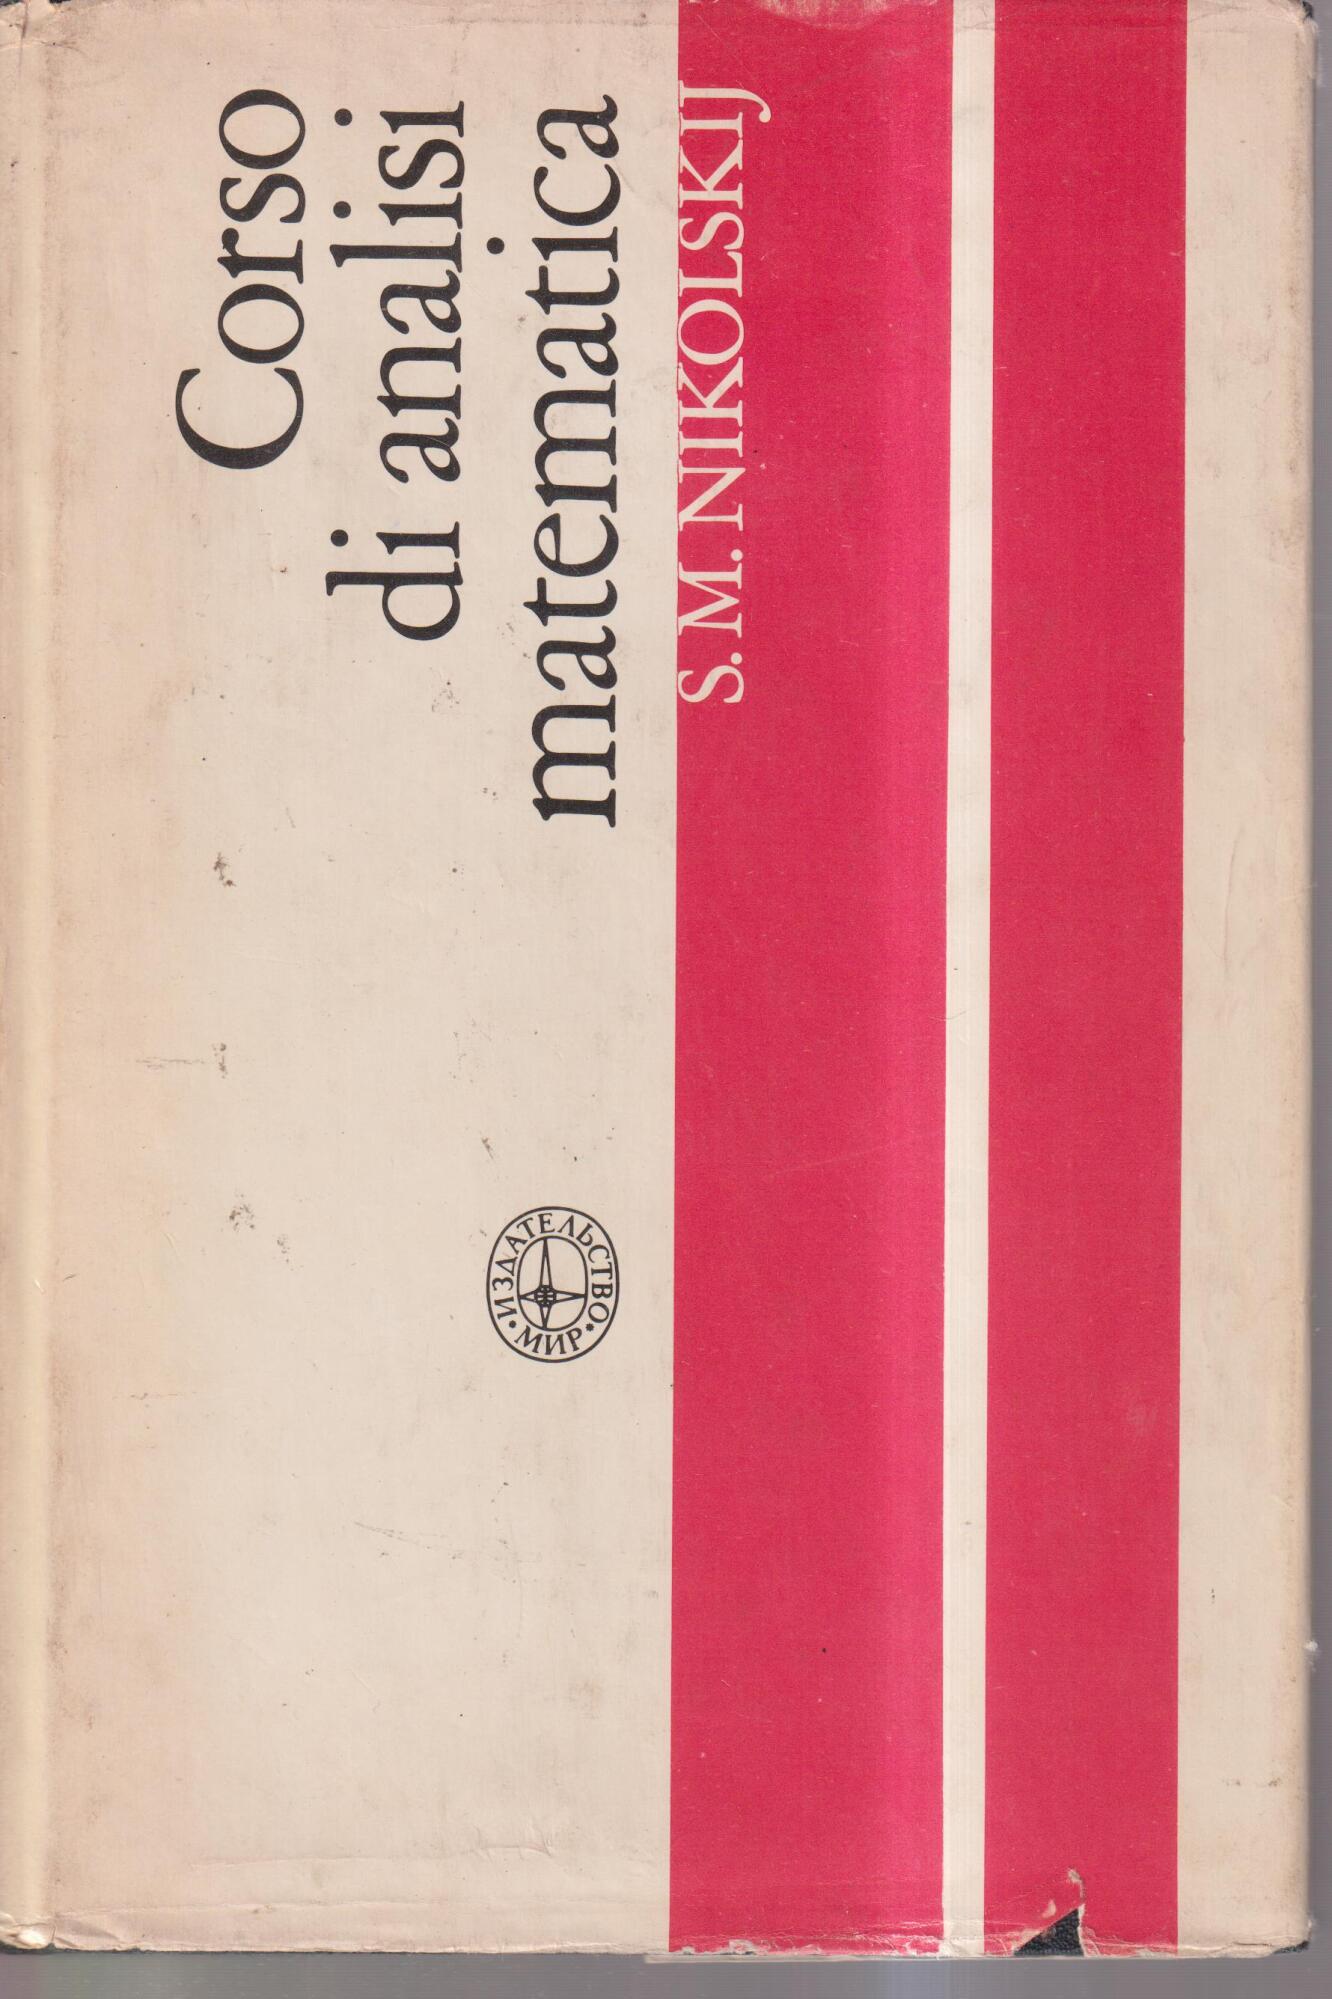 Corso
di analisi
matematica
S. M. NIKOLSKIJ
ИЗДАТЕЛЬСТВО
МИР